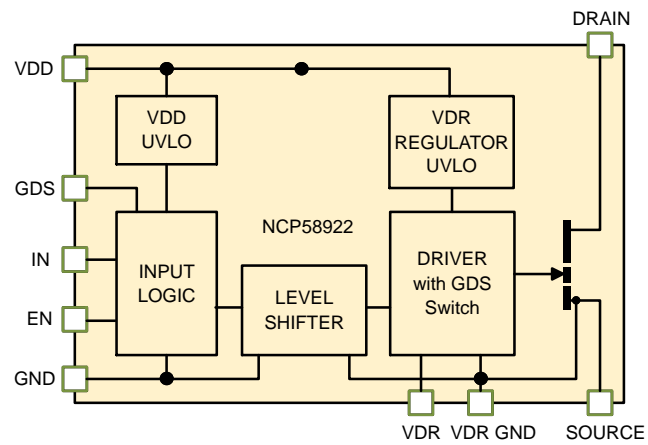 DRAIN
VDD
VDD
UVLO
VDR
REGULATOR
UVLO
GDS
NCP58922
IN
INPUT
LOGIC
DRIVER
with GDS
Switch
LEVEL
SHIFTER
EN
GND
VDR
VDR GND
SOURCE